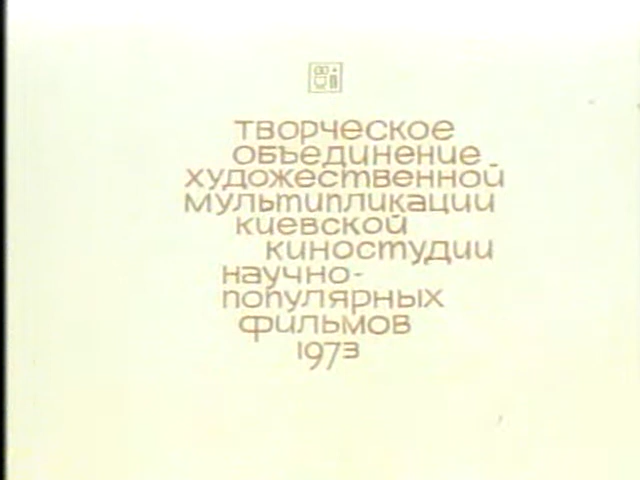 творческое
объединение
художественной
мультипликации
киевской
киностудии
научно-
популярных
фильмов
1973